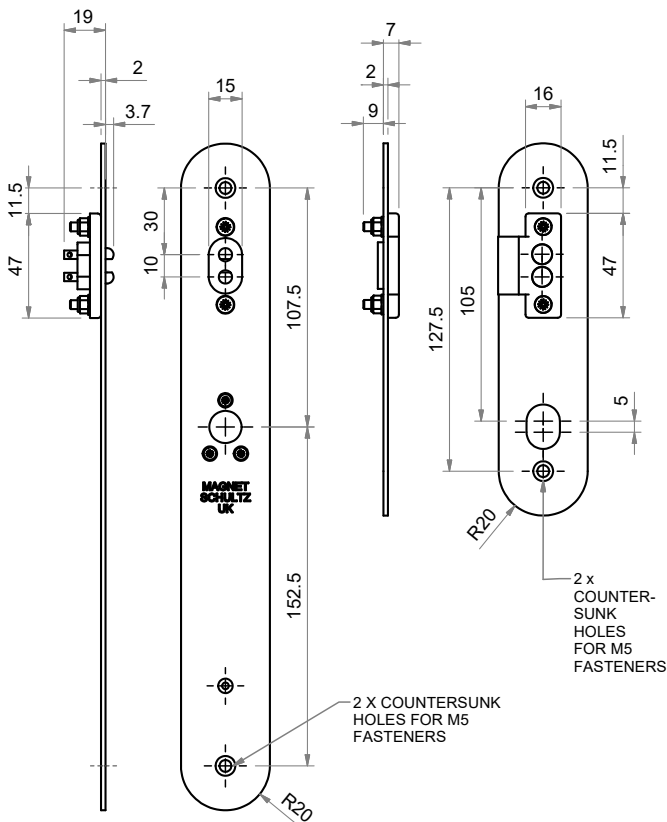 19
2
3.7
15
11.5
47
30
10
107.5
MAGNET
SCHULTZ
UK
152.5
2 X COUNTERSUNK
HOLES FOR M5
FASTENERS
R20
7
2
9
16
11.5
47
105
127.5
5
R20
2 x
COUNTER-
SUNK
HOLES
FOR M5
FASTENERS